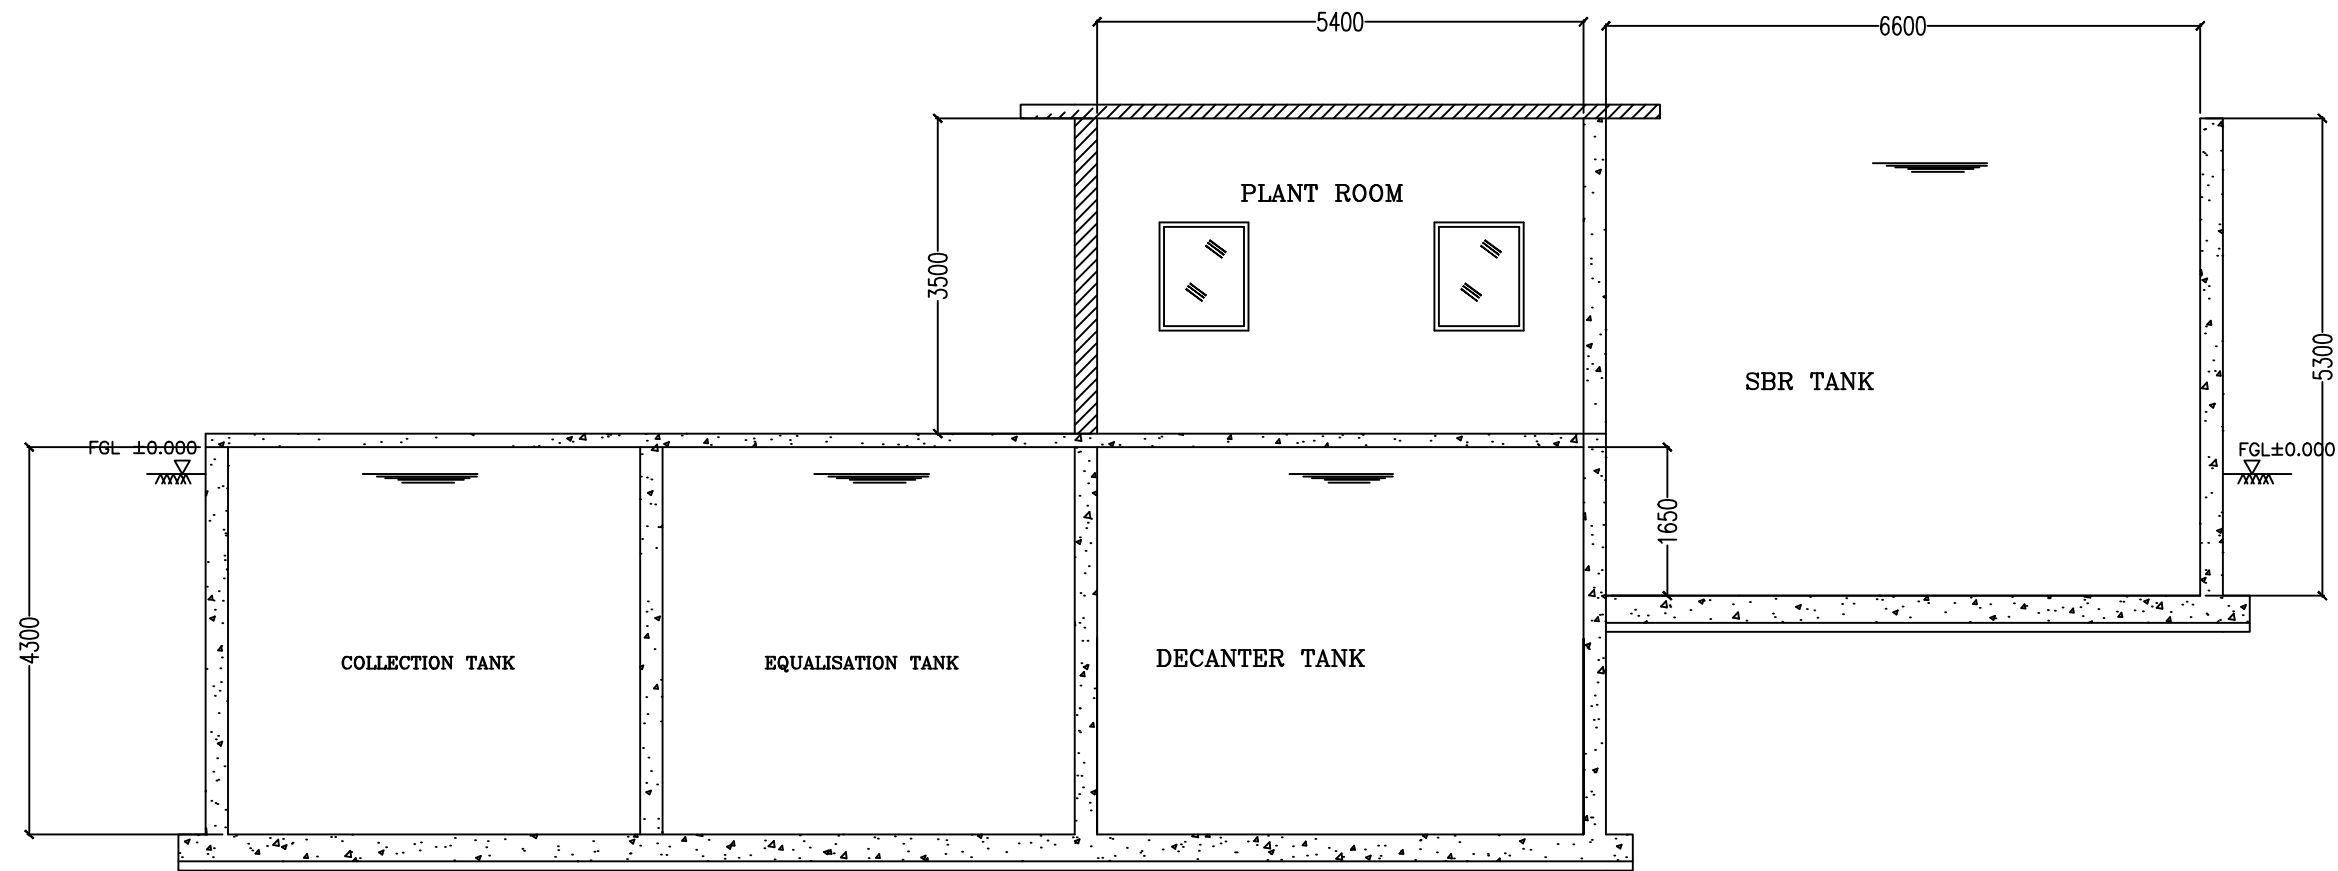 5400
6600
PLANT ROOM
3500
SBR TANK
5300
FGL ±0.000
FGL±0.000
1650
4300
COLLECTION TANK
EQUALISATION TANK
DECANTER TANK